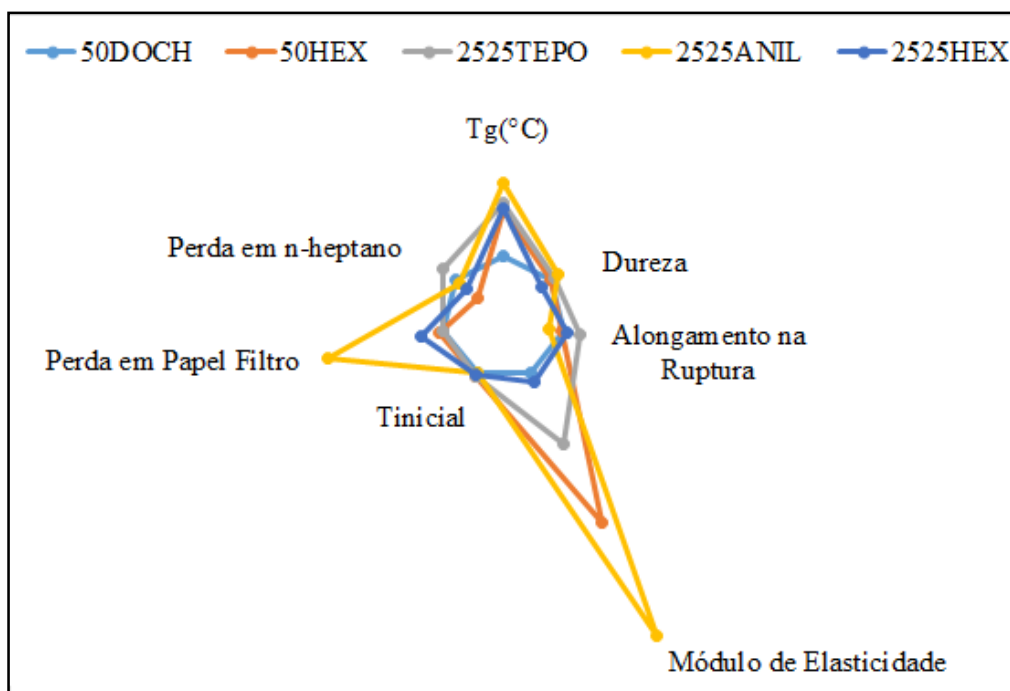 50DOCH 50HEX 2525TEPO 2525ANIL 2525HEX
Tg(°C)
Perda em n-heptano
Dureza
Alongamento na
Ruptura
Perda em Papel Filtro
Tinicial
Módulo de Elasticidade